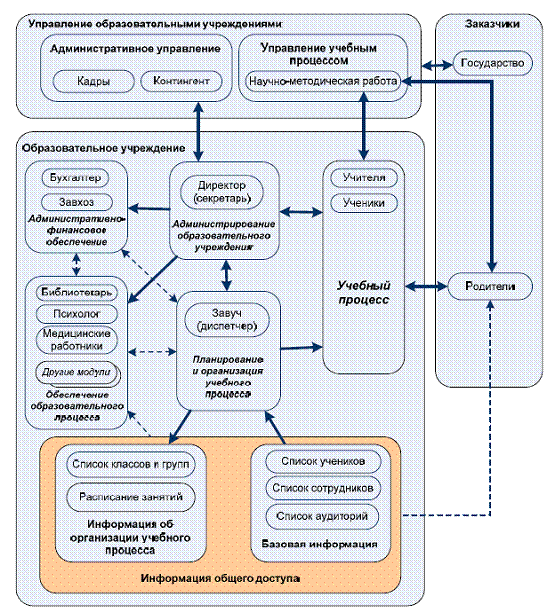 Управление образовательными учреждениями
Административное управление
Кадры
Контингент
Управление учебным
процессом
Научно-методическая работа
Заказчики
Государство
Родители
Образовательное учреждение
Бухгалтер
Завхоз
Административно-
финансовое
обеспечение
Директор
(секретарь)
Администрирование
образовательного
учреждения
Учителя
Ученики
Учебный
процесс
Библиотекарь
Психолог
Медицинские
работники
Другие модули
Обеспечение
образовательного
процесса
Завуч
(диспетчер)
Планирование
и организация
учебного
процесса
Список классов и групп
Расписание занятий
Информация об
организации учебного
процесса
Список учеников
Список сотрудников
Список аудиторий
Базовая информация
Информация общего доступа